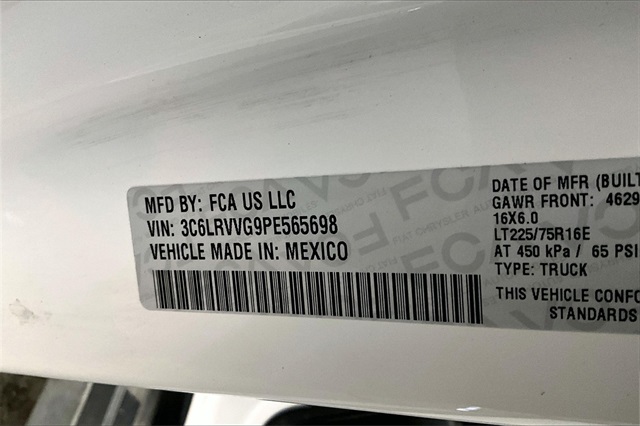 MFD BY: FCA US LLC
VIN: 3C6LRVVG9PE565698
VEHICLE MADE IN: MEXICO
DATE OF MFR (BUILT
GAWR FRONT: 4629
16X6.0
LT225/75R16E
AT 450 kPa / 65 PSI
TYPE: TRUCK
THIS VEHICLE CONFO
STANDARDS